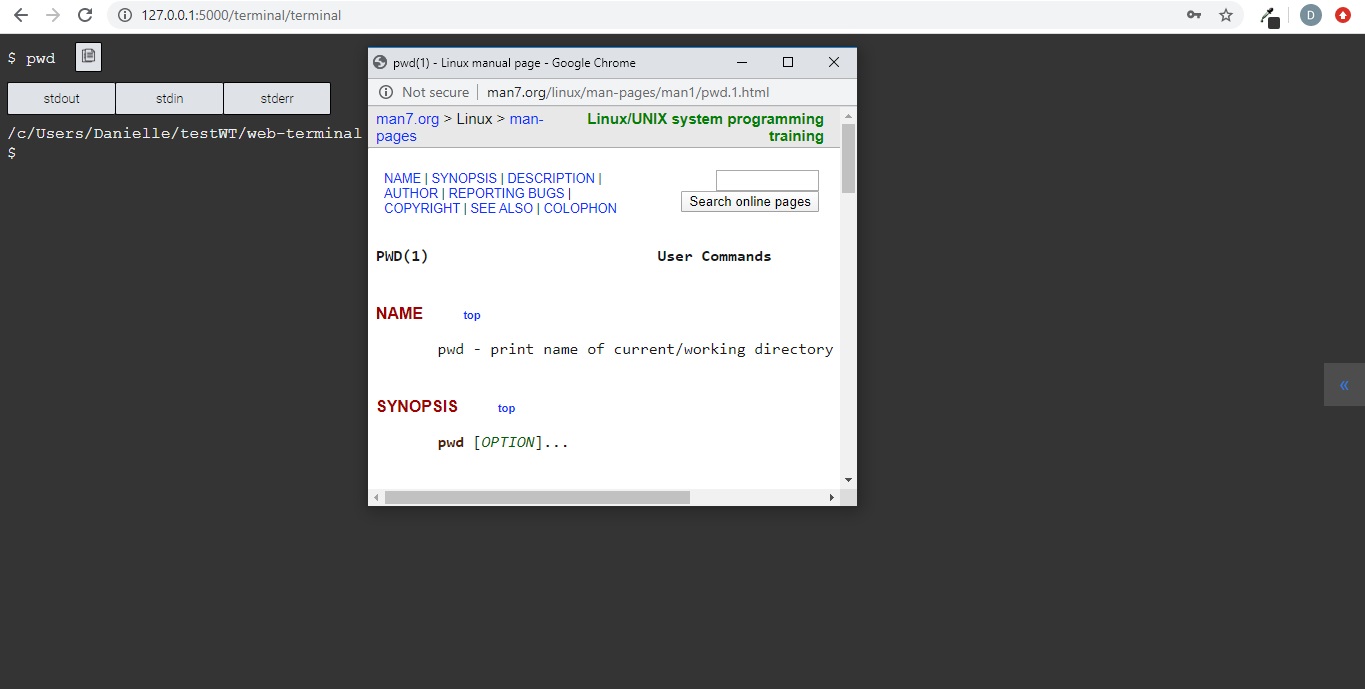 127.0.0.1:5000/terminal/terminal
D
$ pwd
stdout stdin stderr
/c/Users/Danielle/testWT/web-terminal
$
pwd(1) - Linux manual page - Google Chrome
Not secure | man7.org/linux/man-pages/man1/pwd.1.html
man7.org > Linux > man-
pages
Linux/UNIX system programming
training
NAME | SYNOPSIS | DESCRIPTION |
AUTHOR | REPORTING BUGS |
COPYRIGHT | SEE ALSO | COLOPHON
Search online pages
PWD(1) User Commands
NAME top
pwd - print name of current/working directory
SYNOPSIS top
pwd [OPTION]...
«